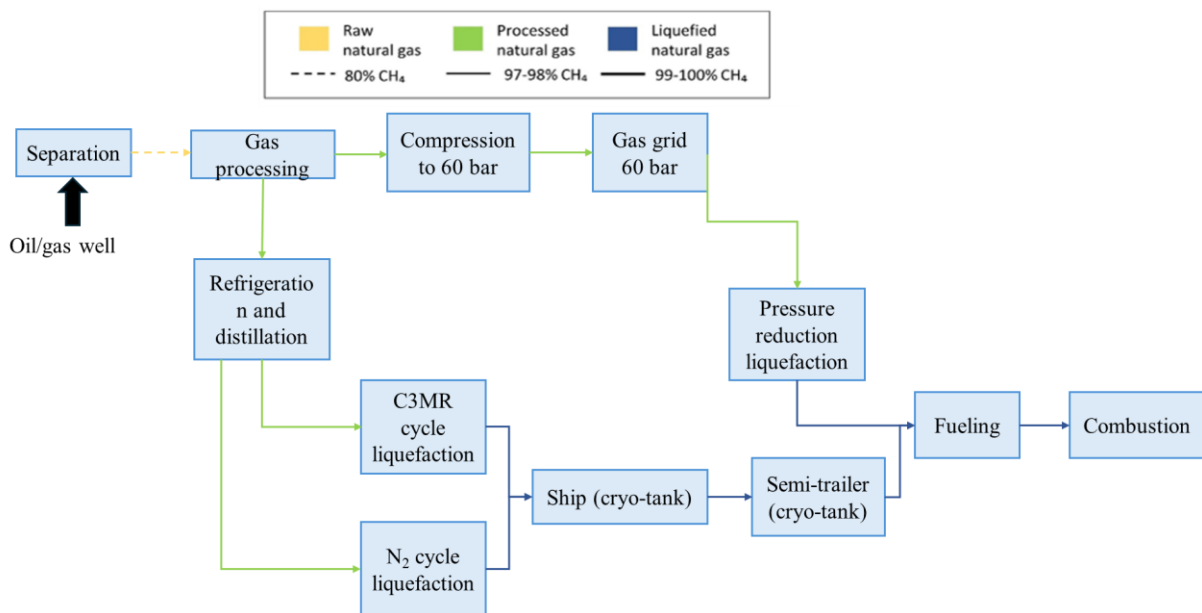 Raw
natural gas
Processed
natural gas
Liquefied
natural gas
80% CH₄
97-98% CH₄
99-100% CH₄
Separation
Gas
processing
Compression
to 60 bar
Gas grid
60 bar
Oil/gas well
Refrigeratio
n and
distillation
Pressure
reduction
liquefaction
C3MR
cycle
liquefaction
Fueling
Combustion
Ship (cryo-tank)
Semi-trailer
(cryo-tank)
N₂ cycle
liquefaction